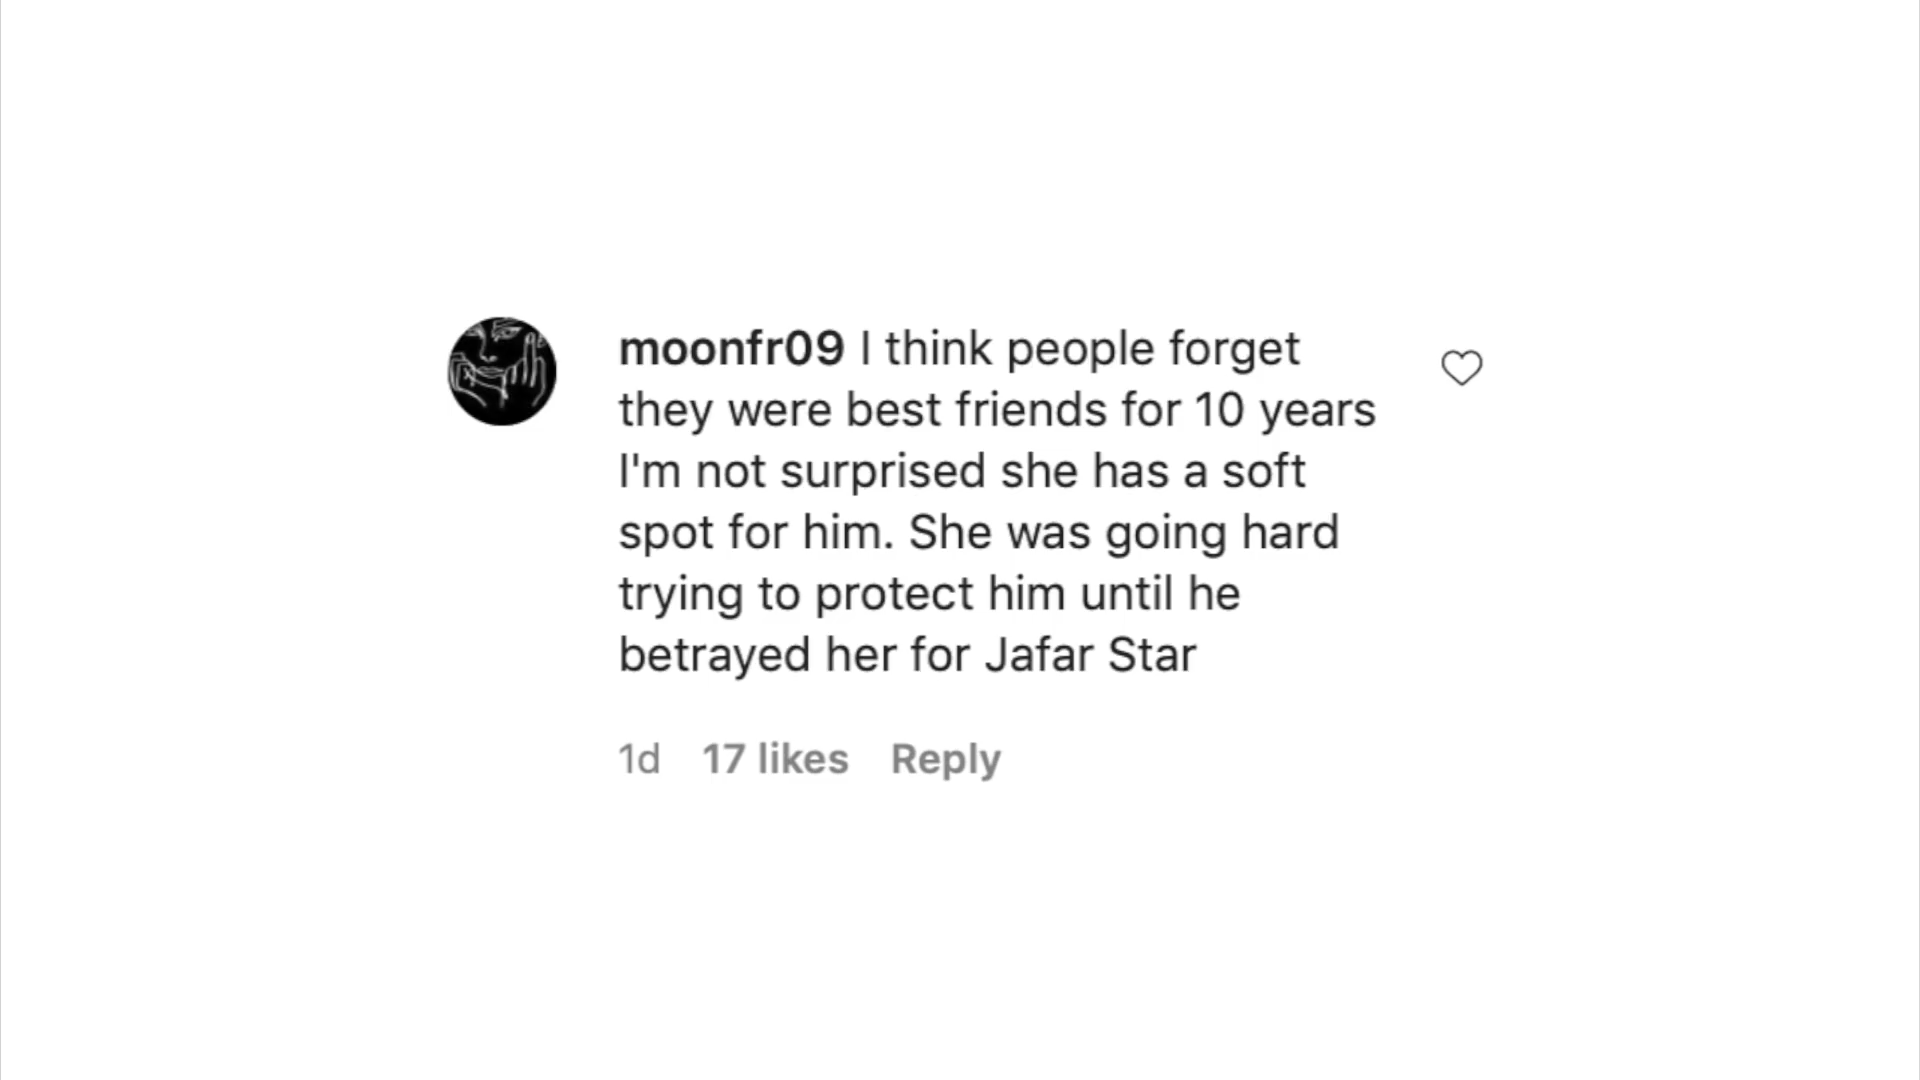 moonfr09 I think people forget
they were best friends for 10 years
I'm not surprised she has a soft
spot for him. She was going hard
trying to protect him until he
betrayed her for Jafar Star
1d 17 likes Reply